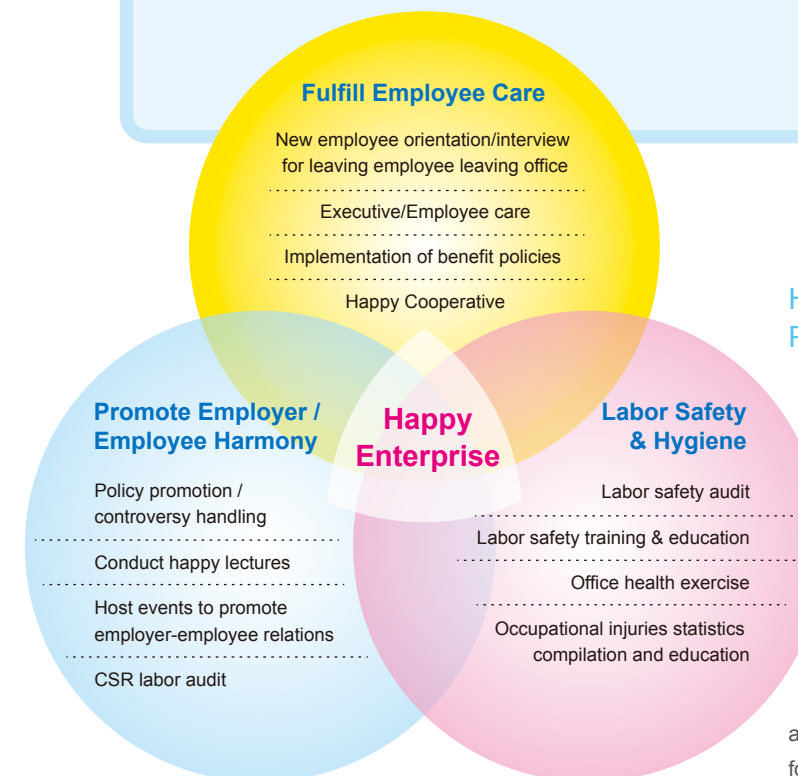 Fulfill Employee Care
New employee orientation/interview
for leaving employee leaving office
Executive/Employee care
Implementation of benefit policies
Happy Cooperative
Promote Employer /
Employee Harmony
Policy promotion /
controversy handling
Conduct happy lectures
Host events to promote
employer-employee relations
CSR labor audit
Happy
Enterprise
Labor Safety
& Hygiene
Labor safety audit
Labor safety training & education
Office health exercise
Occupational injuries statistics
compilation and education